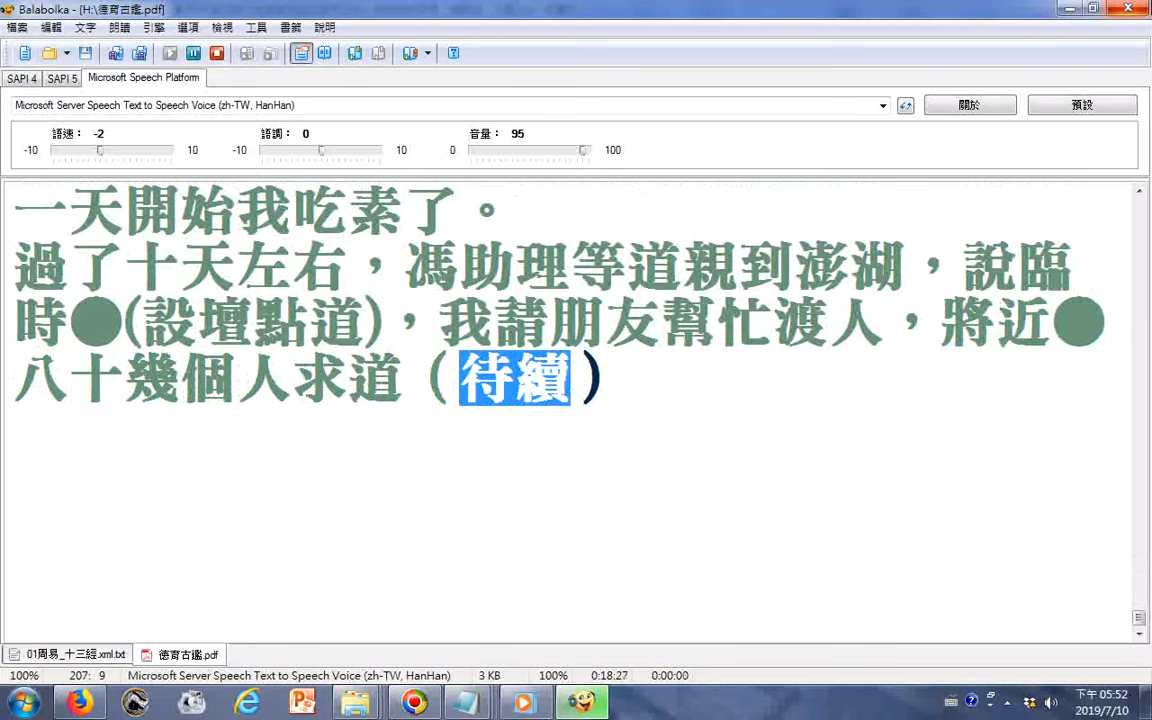 Balabolka - [H:\德育古鑑.pdf]
檔案 編輯 文字 朗讀 引擎 選項 檢視 工具 書籤 說明
SAPI 4 SAPI 5 Microsoft Speech Platform
Microsoft Server Speech Text to Speech Voice (zh-TW, HanHan) 關於 預設
語速： -2 語調： 0 音量： 95
-10 10 -10 10 0 100
一天開始我吃素了。
過了十天左右，馮助理等道親到澎湖，說臨
時●(設壇點道)，我請朋友幫忙渡人，將近●
八十幾個人求道（待續）
01周易_十三經.xml.txt 德育古鑑.pdf
100% 207: 9 Microsoft Server Speech Text to Speech Voice (zh-TW, HanHan) 3 KB 100% 0:18:27 0:00:00
下午 05:52
2019/7/10